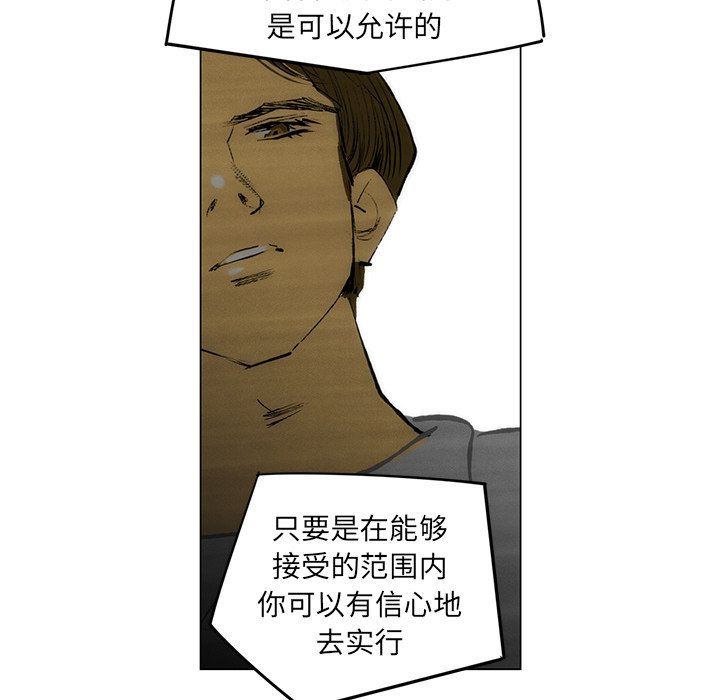 是可以允许的
只要是在能够
接受的范围内
你可以有信心地
去实行